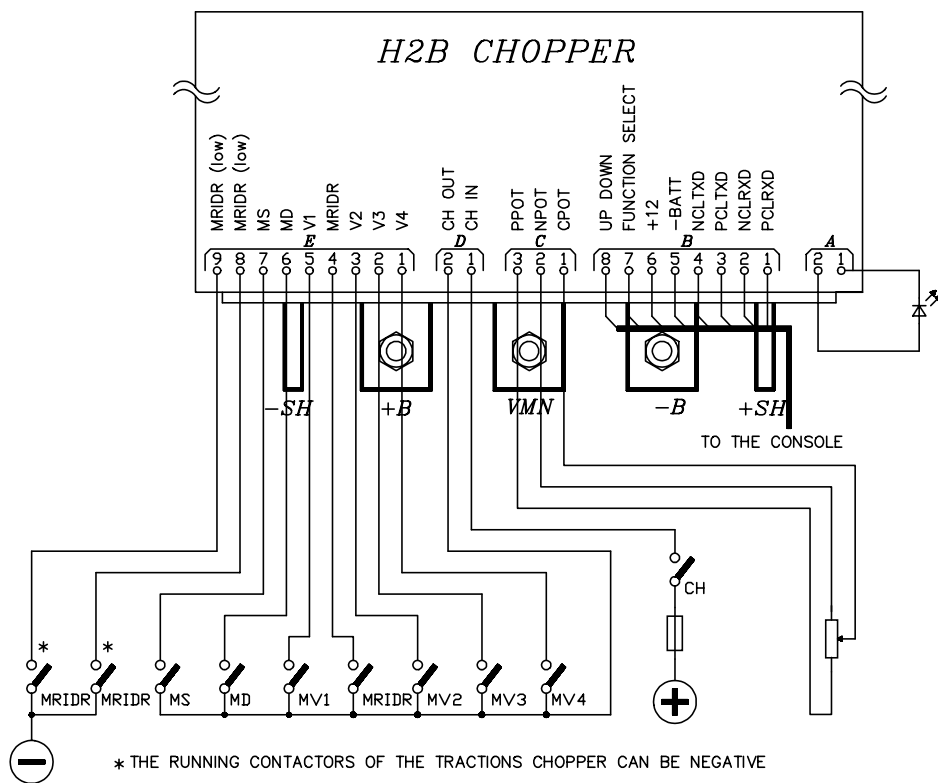 H2B CHOPPER
MRIDR (low)
MRIDR (low)
MS
MD
V1
MRIDR
V2
V3
V4
CH OUT
CH IN
PPOT
NPOT
CPOT
UP DOWN
FUNCTION SELECT
+12
-BATT
NCLTXD
PCLTXD
NCLRXD
PCLRXD
E
D
C
B
A
9 8 7 6 5 4 3 2 1
2 1
3 2 1
8 7 6 5 4 3 2 1
2 1
-SH
+B
VMN
-B
+SH
TO THE CONSOLE
CH
*
*
MRIDR
MRIDR
MS
MD
MV1
MRIDR
MV2
MV3
MV4
* THE RUNNING CONTACTORS OF THE TRACTIONS CHOPPER CAN BE NEGATIVE